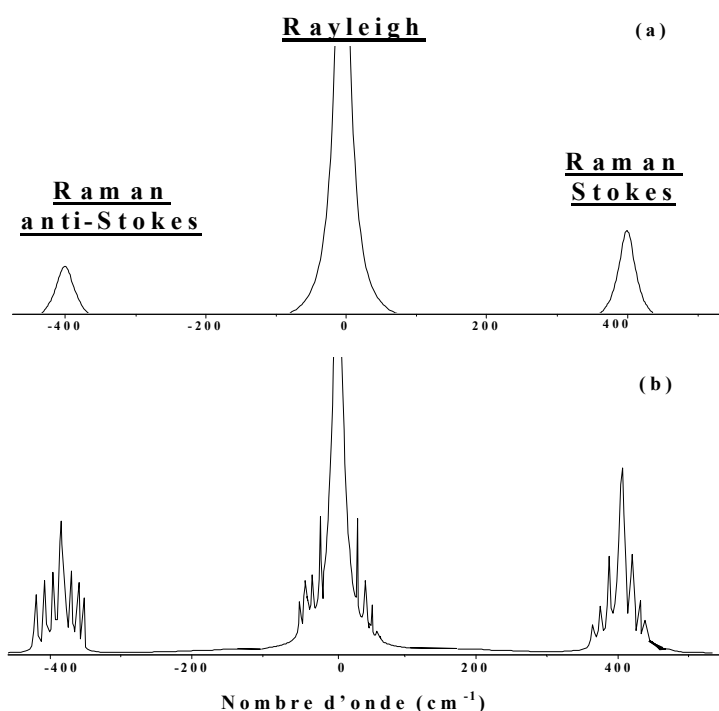 Rayleigh
(a)
Raman
anti-Stokes
Raman
Stokes
-400 -200 0 200 400
(b)
-400 -200 0 200 400
Nombre d'onde (cm⁻¹)